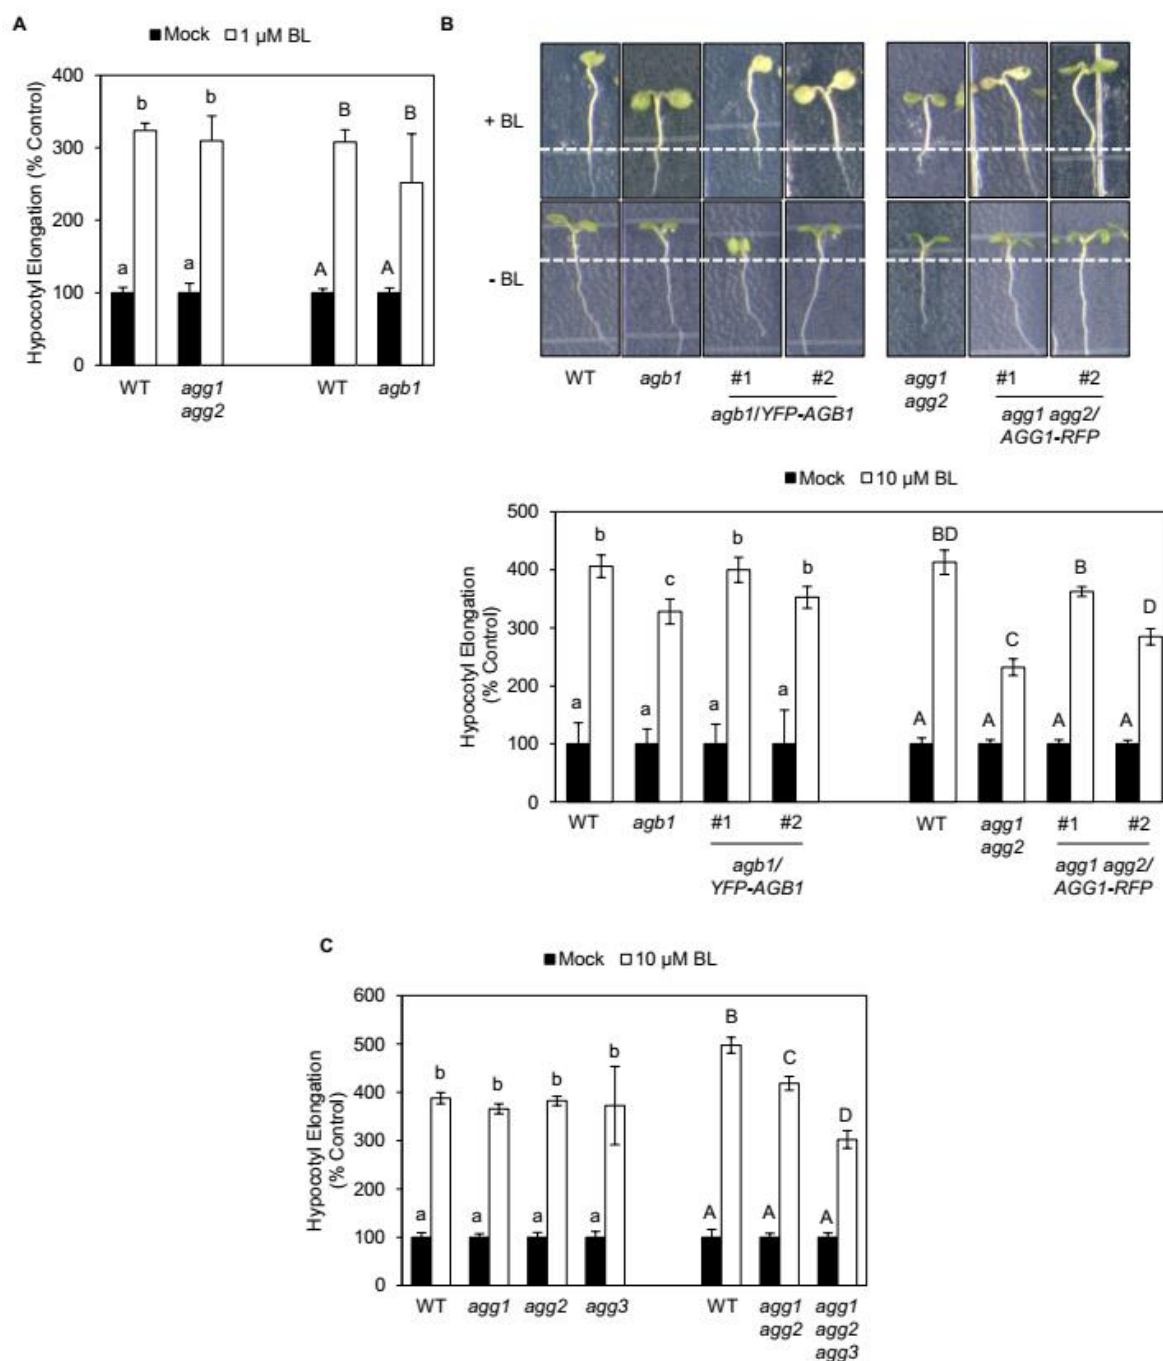 A
■Mock □1 µM BL
Hypocotyl Elongation (% Control)
400
300
200
100
0
b
b
B
B
a
a
A
A
WT
agg1
agg2
WT
agb1
B
+ BL
- BL
WT
agb1
#1
#2
agb1/YFP-AGB1
agg1
agg2
#1
#2
agg1 agg2/
AGG1-RFP
■Mock □10 µM BL
Hypocotyl Elongation
(% Control)
500
400
300
200
100
0
b
c
b
b
BD
C
B
D
a
a
a
a
A
A
A
A
WT
agb1
#1
#2
agb1/
YFP-AGB1
WT
agg1
agg2
#1
#2
agg1 agg2/
AGG1-RFP
C
■Mock □10 µM BL
Hypocotyl Elongation
(% Control)
600
500
400
300
200
100
0
b
b
b
b
B
C
D
a
a
a
a
A
A
A
WT
agg1
agg2
agg3
WT
agg1
agg2
agg1
agg2
agg3